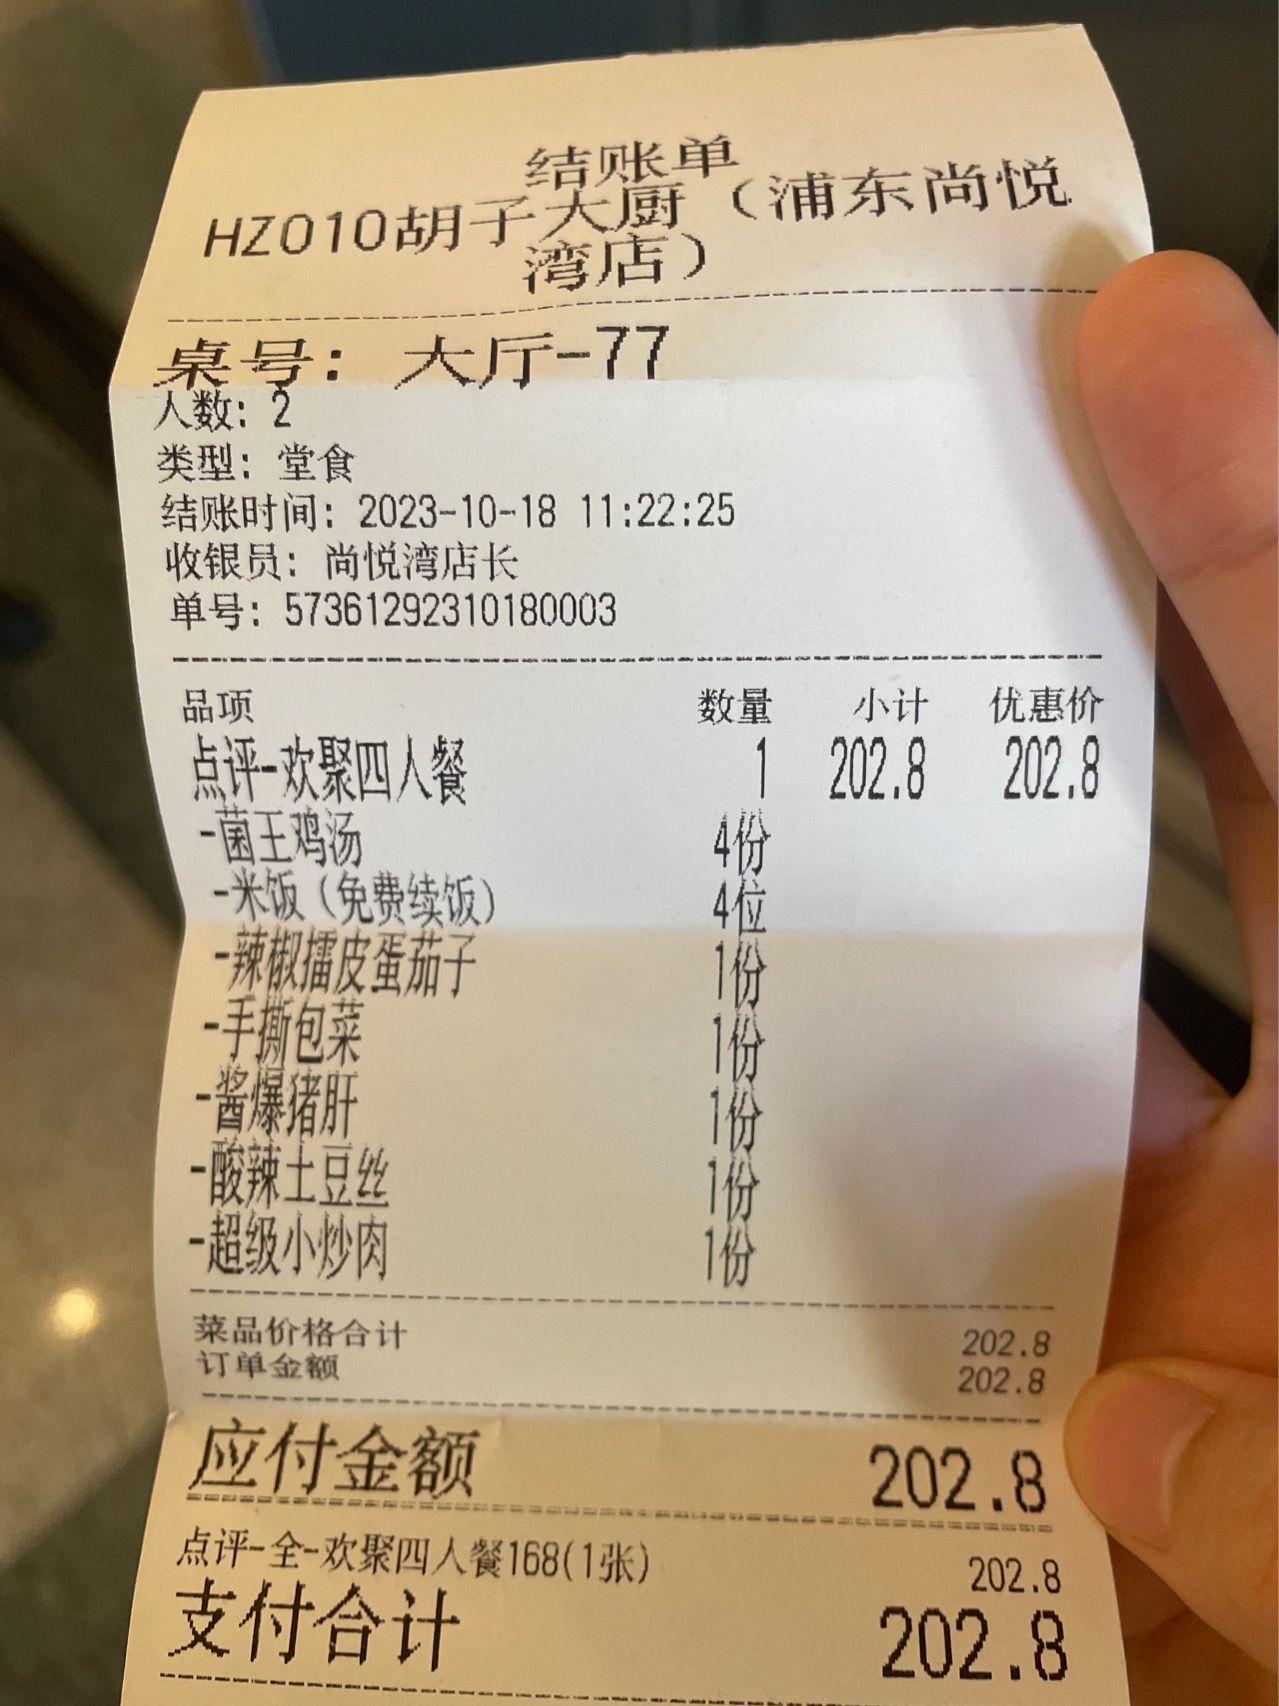 结账单
HZ010胡子大厨（浦东尚悦
湾店）
桌号: 大厅-77
人数: 2
类型: 堂食
结账时间: 2023-10-18 11:22:25
收银员: 尚悦湾店长
单号: 57361292310180003
品项 数量 小计 优惠价
点评-欢聚四人餐 1 202.8 202.8
-菌王鸡汤 4份
-米饭（免费续饭） 4位
-辣椒擂皮蛋茄子 1份
-手撕包菜 1份
-酱爆猪肝 1份
-酸辣土豆丝 1份
-超级小炒肉 1份
菜品价格合计 202.8
订单金额 202.8
应付金额 202.8
点评-全-欢聚四人餐168(1张) 202.8
支付合计 202.8